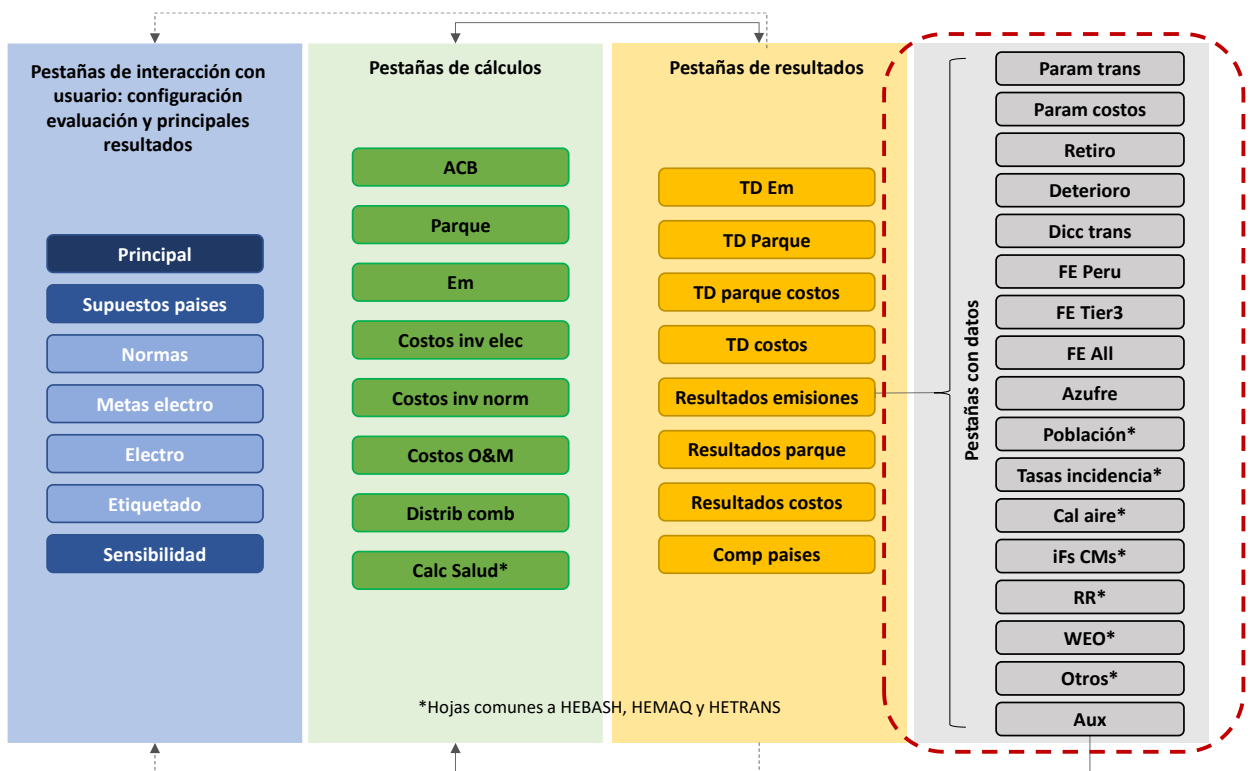 Pestañas de interacción con
usuario: configuración
evaluación y principales
resultados
Principal
Supuestos paises
Normas
Metas electro
Electro
Etiquetado
Sensibilidad
Pestañas de cálculos
ACB
Parque
Em
Costos inv elec
Costos inv norm
Costos O&M
Distrib comb
Calc Salud*
Pestañas de resultados
TD Em
TD Parque
TD parque costos
TD costos
Resultados emisiones
Resultados parque
Resultados costos
Comp paises
Pestañas con datos
Param trans
Param costos
Retiro
Deterioro
Dicc trans
FE Peru
FE Tier3
FE All
Azufre
Población*
Tasas incidencia*
Cal aire*
iFs CMs*
RR*
WEO*
Otros*
Aux
*Hojas comunes a HEBASH, HEMAQ y HETRANS